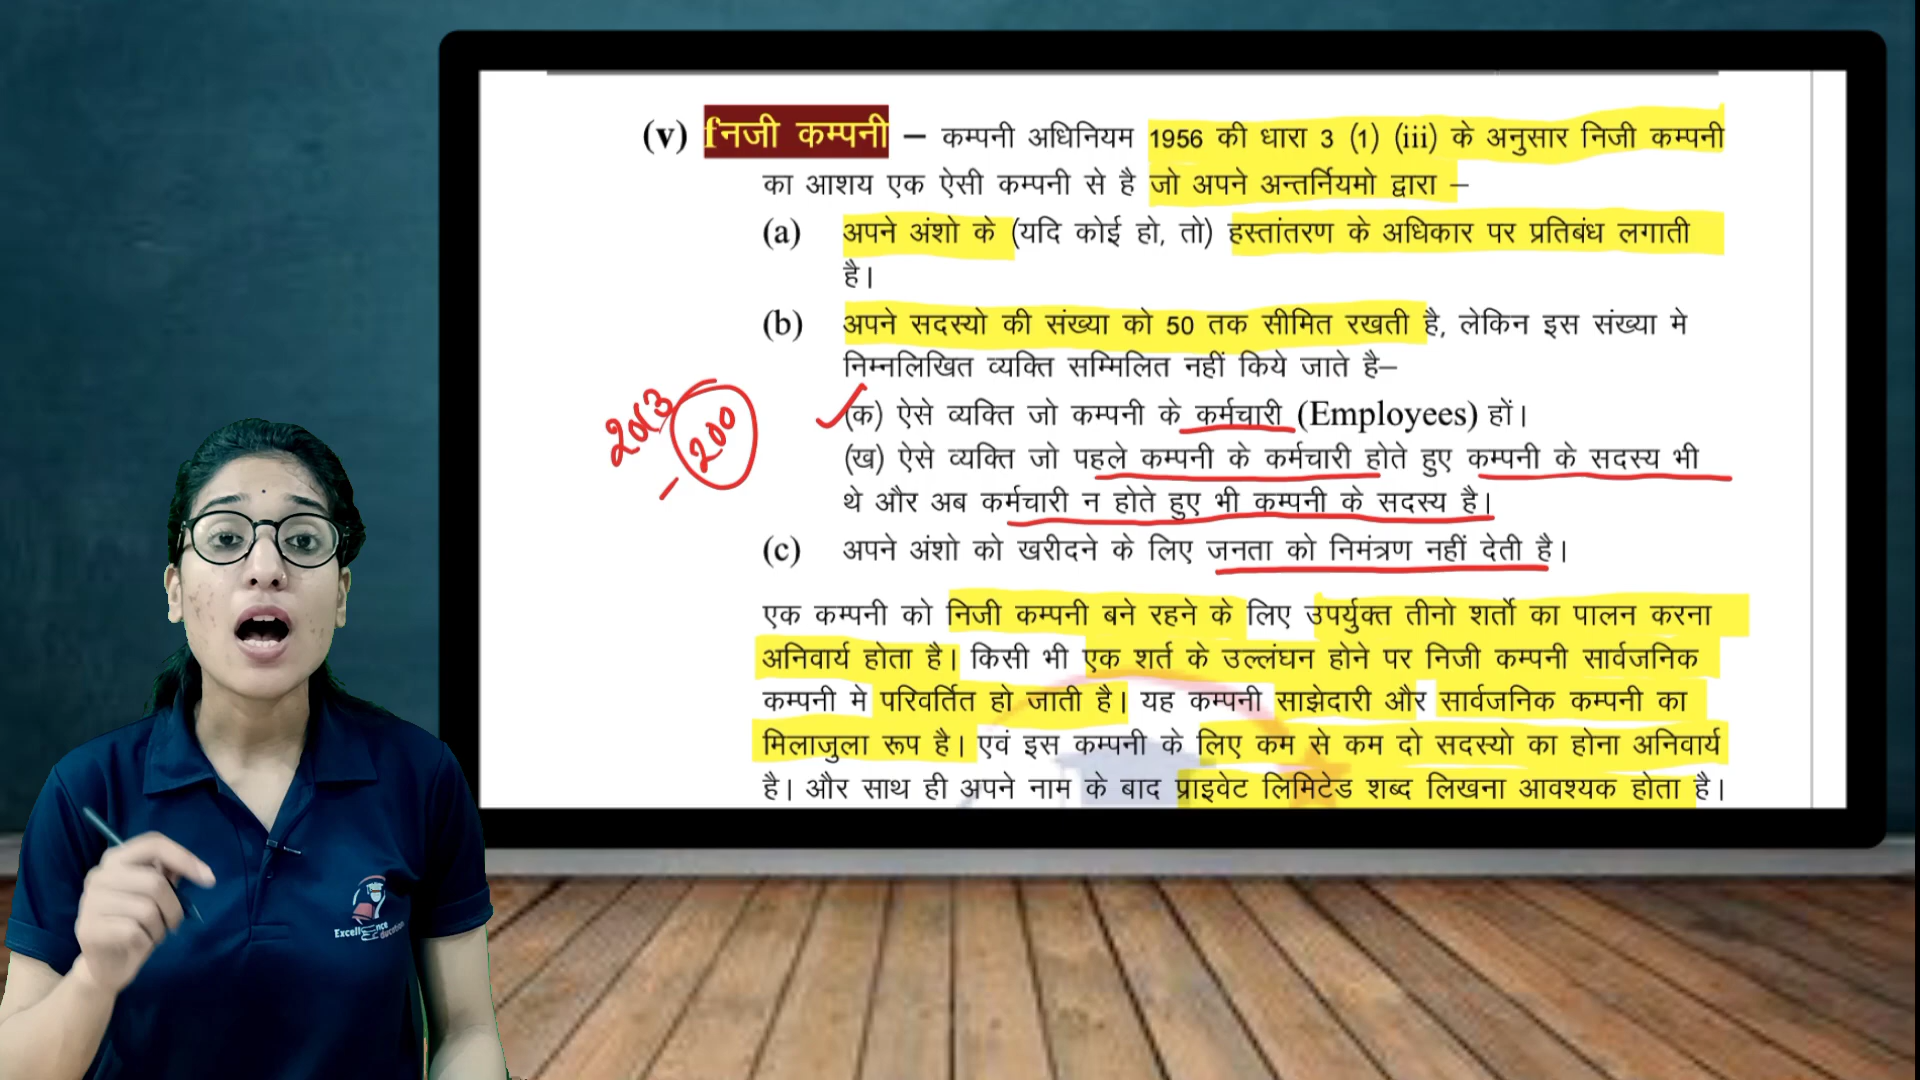 (v) fनजी कम्पनी – कम्पनी अधिनियम 1956 की धारा 3 (1) (iii) के अनुसार निजी कम्पनी
का आशय एक ऐसी कम्पनी से है जो अपने अन्तर्नियमो द्वारा –
(a) अपने अंशो के (यदि कोई हो, तो) हस्तांतरण के अधिकार पर प्रतिबंध लगाती
है।
(b) अपने सदस्यो की संख्या को 50 तक सीमित रखती है, लेकिन इस संख्या मे
निम्नलिखित व्यक्ति सम्मिलित नहीं किये जाते है–
2013
200
(क) ऐसे व्यक्ति जो कम्पनी के कर्मचारी (Employees) हों।
(ख) ऐसे व्यक्ति जो पहले कम्पनी के कर्मचारी होते हुए कम्पनी के सदस्य भी
थे और अब कर्मचारी न होते हुए भी कम्पनी के सदस्य है।
(c) अपने अंशो को खरीदने के लिए जनता को निमंत्रण नहीं देती है।
एक कम्पनी को निजी कम्पनी बने रहने के लिए उपर्युक्त तीनो शर्तो का पालन करना
अनिवार्य होता है। किसी भी एक शर्त के उल्लंघन होने पर निजी कम्पनी सार्वजनिक
कम्पनी मे परिवर्तित हो जाती है। यह कम्पनी साझेदारी और सार्वजनिक कम्पनी का
मिलाजुला रूप है। एवं इस कम्पनी के लिए कम से कम दो सदस्यो का होना अनिवार्य
है। और साथ ही अपने नाम के बाद प्राइवेट लिमिटेड शब्द लिखना आवश्यक होता है।
Excellence
Education